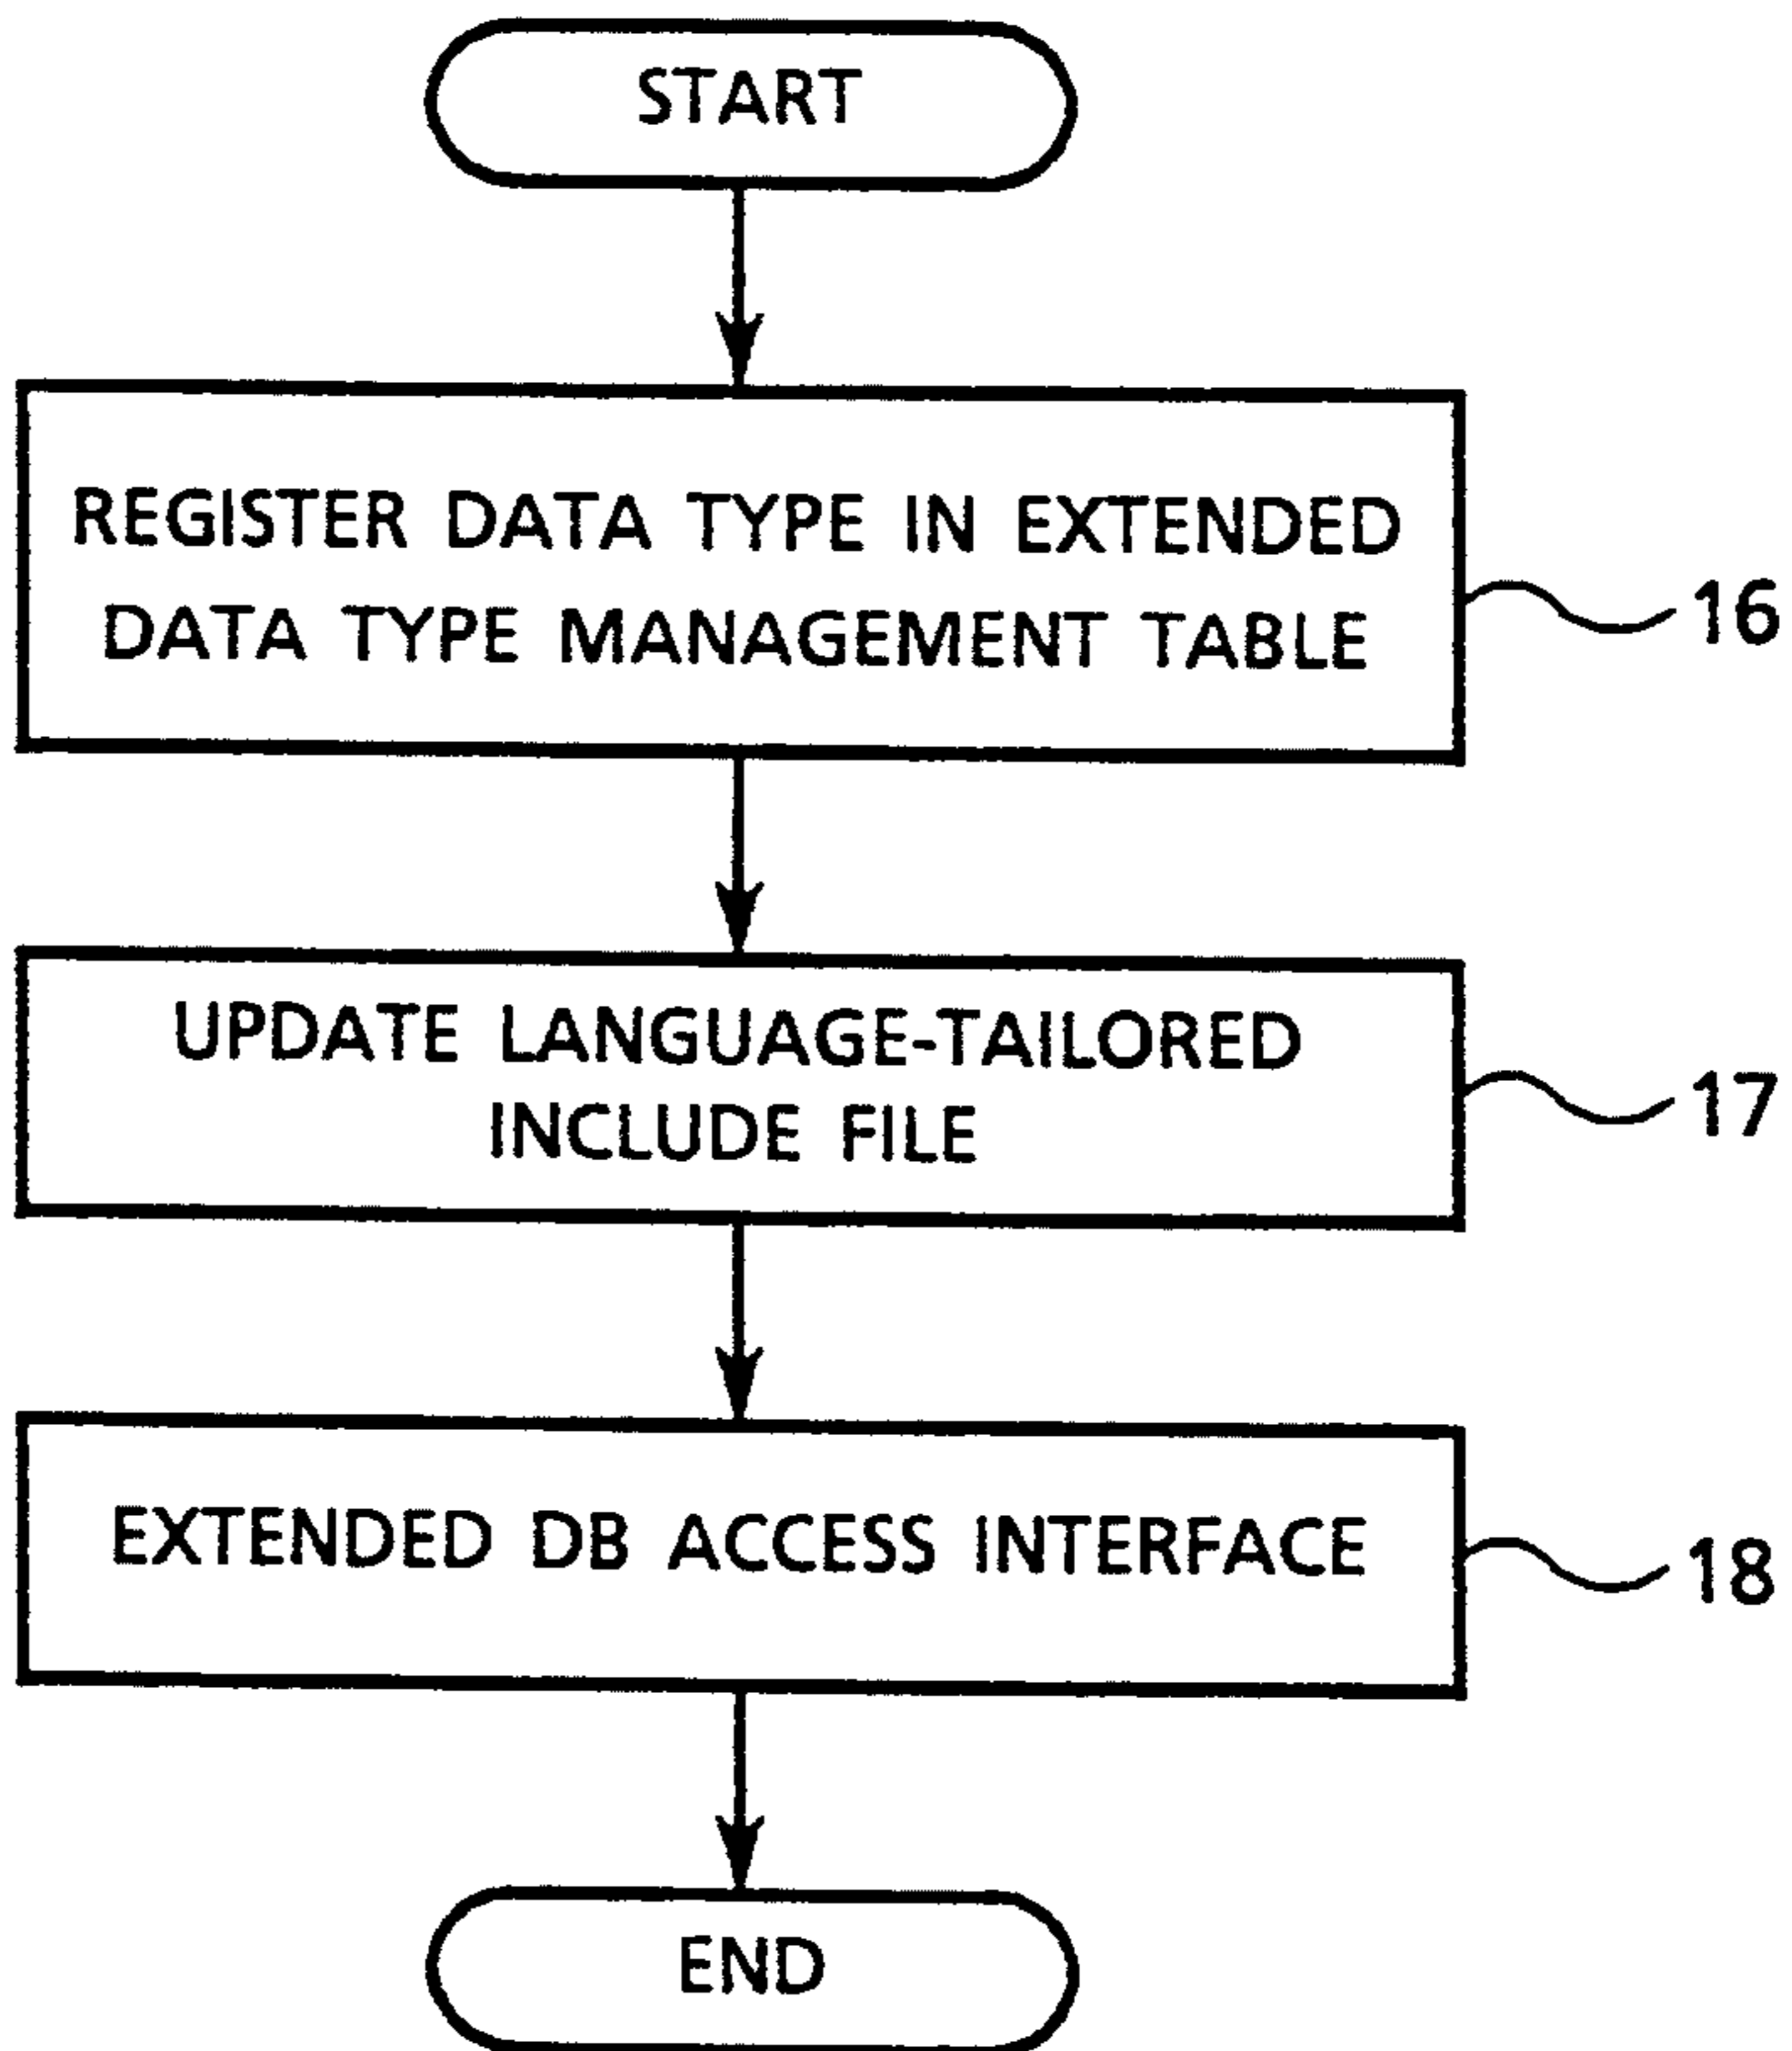 START
REGISTER DATA TYPE IN EXTENDED
DATA TYPE MANAGEMENT TABLE
16
UPDATE LANGUAGE-TAILORED
INCLUDE FILE
17
EXTENDED DB ACCESS INTERFACE
18
END